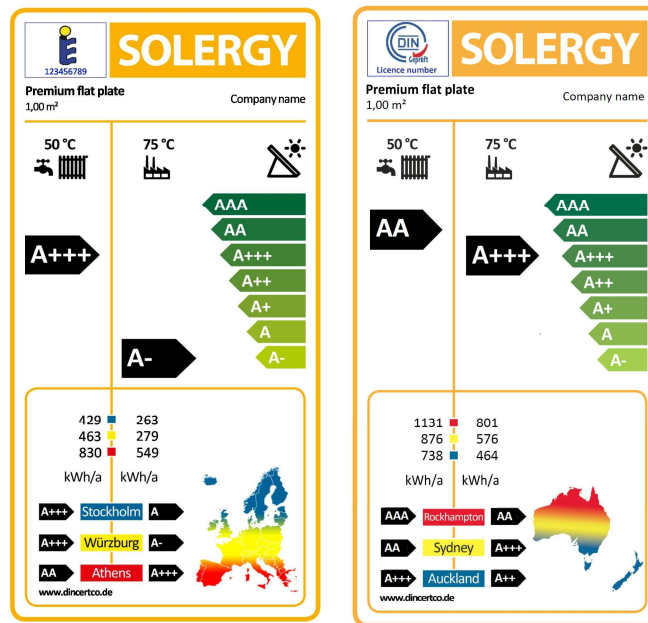 SOLERGY
123456789
Premium flat plate
1,00 m²
Company name
50 °C
75 °C
AAA
AA
A+++
A+++
A++
A+
A
A-
A-
429 263
463 279
830 549
kWh/a kWh/a
A+++ Stockholm A
A+++ Würzburg A-
AA Athens A+++
www.dincertco.de
DIN
Geprüft
Licence number
SOLERGY
Premium flat plate
1,00 m²
Company name
50 °C
75 °C
AAA
AA
AA
A+++
A+++
A++
A+
A
A-
1131 801
876 576
738 464
kWh/a kWh/a
AAA Rockhampton AA
AA Sydney A+++
A+++ Auckland A++
www.dincertco.de